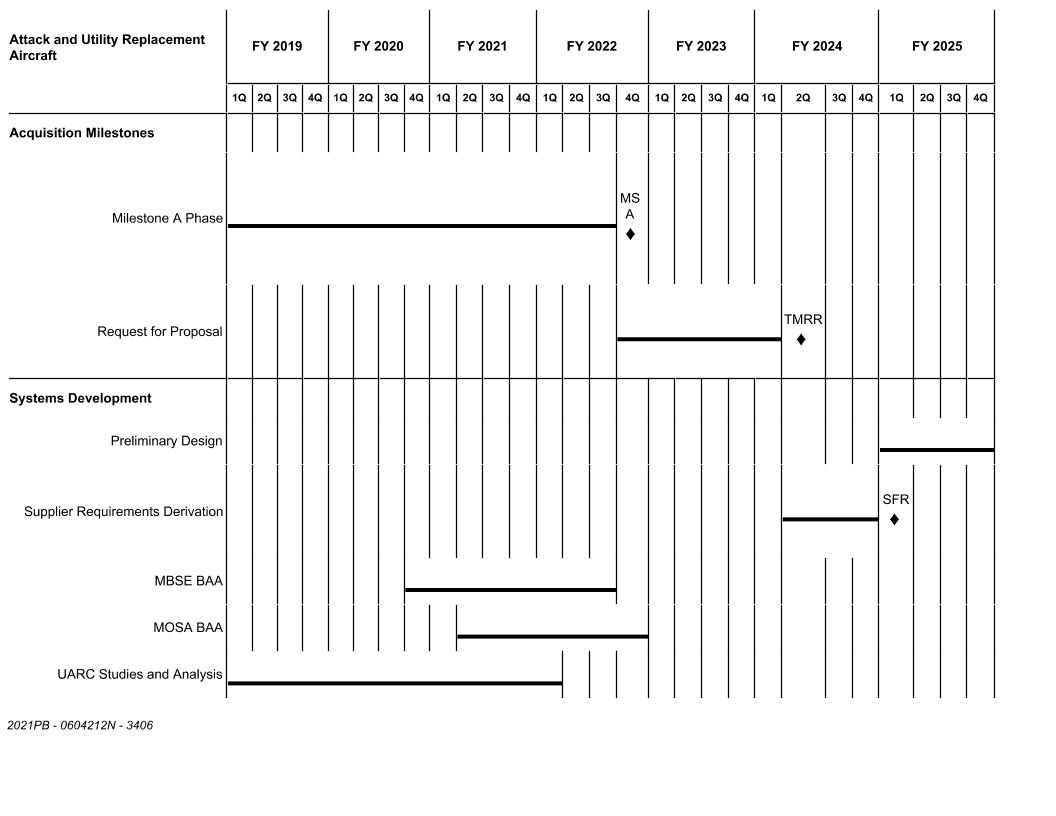 Attack and Utility Replacement
Aircraft
FY 2019 FY 2020 FY 2021 FY 2022 FY 2023 FY 2024 FY 2025
1Q 2Q 3Q 4Q 1Q 2Q 3Q 4Q 1Q 2Q 3Q 4Q 1Q 2Q 3Q 4Q 1Q 2Q 3Q 4Q 1Q 2Q 3Q 4Q 1Q 2Q 3Q 4Q
Acquisition Milestones
MS
A
Milestone A Phase
TMRR
Request for Proposal
Systems Development
Preliminary Design
SFR
Supplier Requirements Derivation
MBSE BAA
MOSA BAA
UARC Studies and Analysis
2021PB - 0604212N - 3406